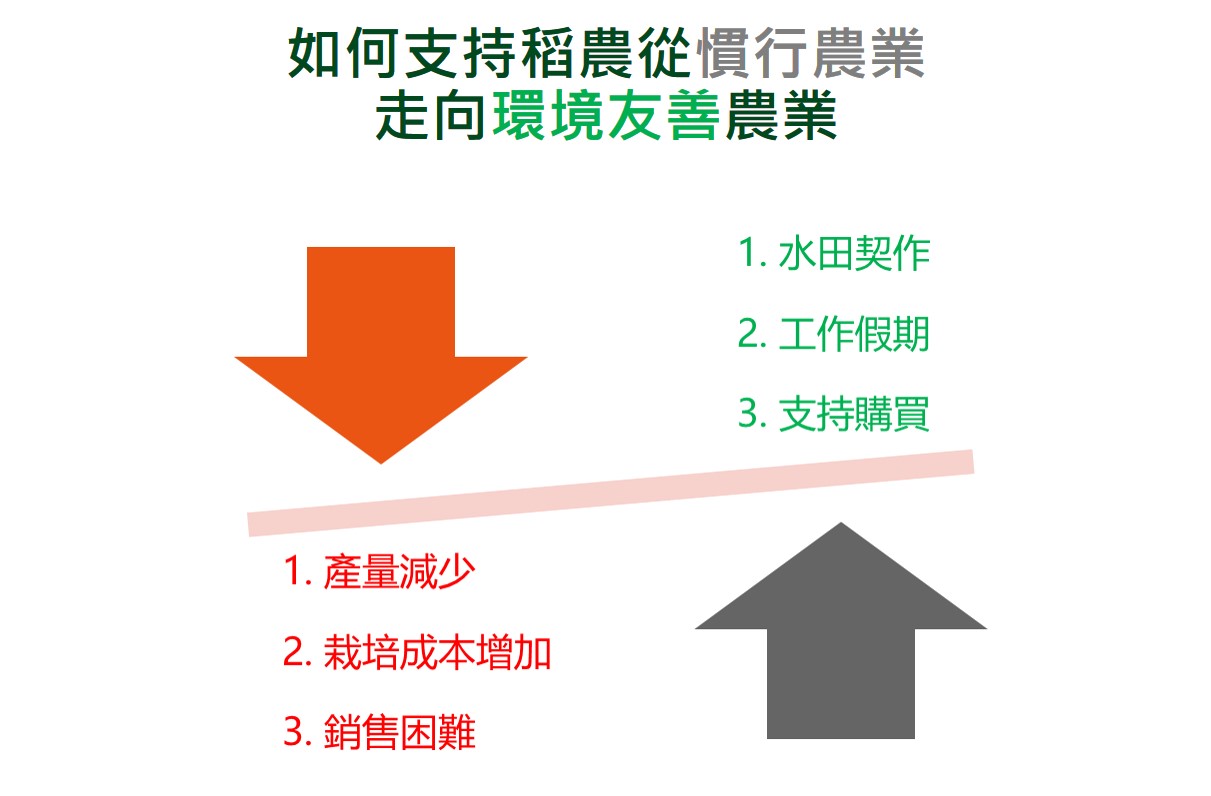 如何支持稻農從慣行農業
走向環境友善農業
1. 水田契作
2. 工作假期
3. 支持購買
1. 產量減少
2. 栽培成本增加
3. 銷售困難